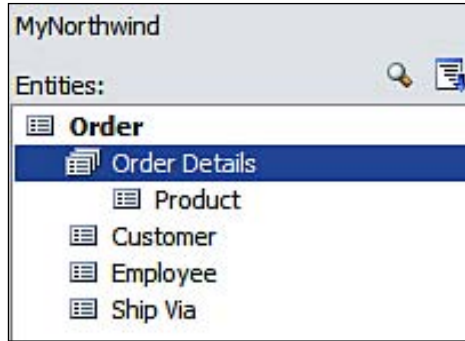 MyNorthwind
Entities:
Order
Order Details
Product
Customer
Employee
Ship Via